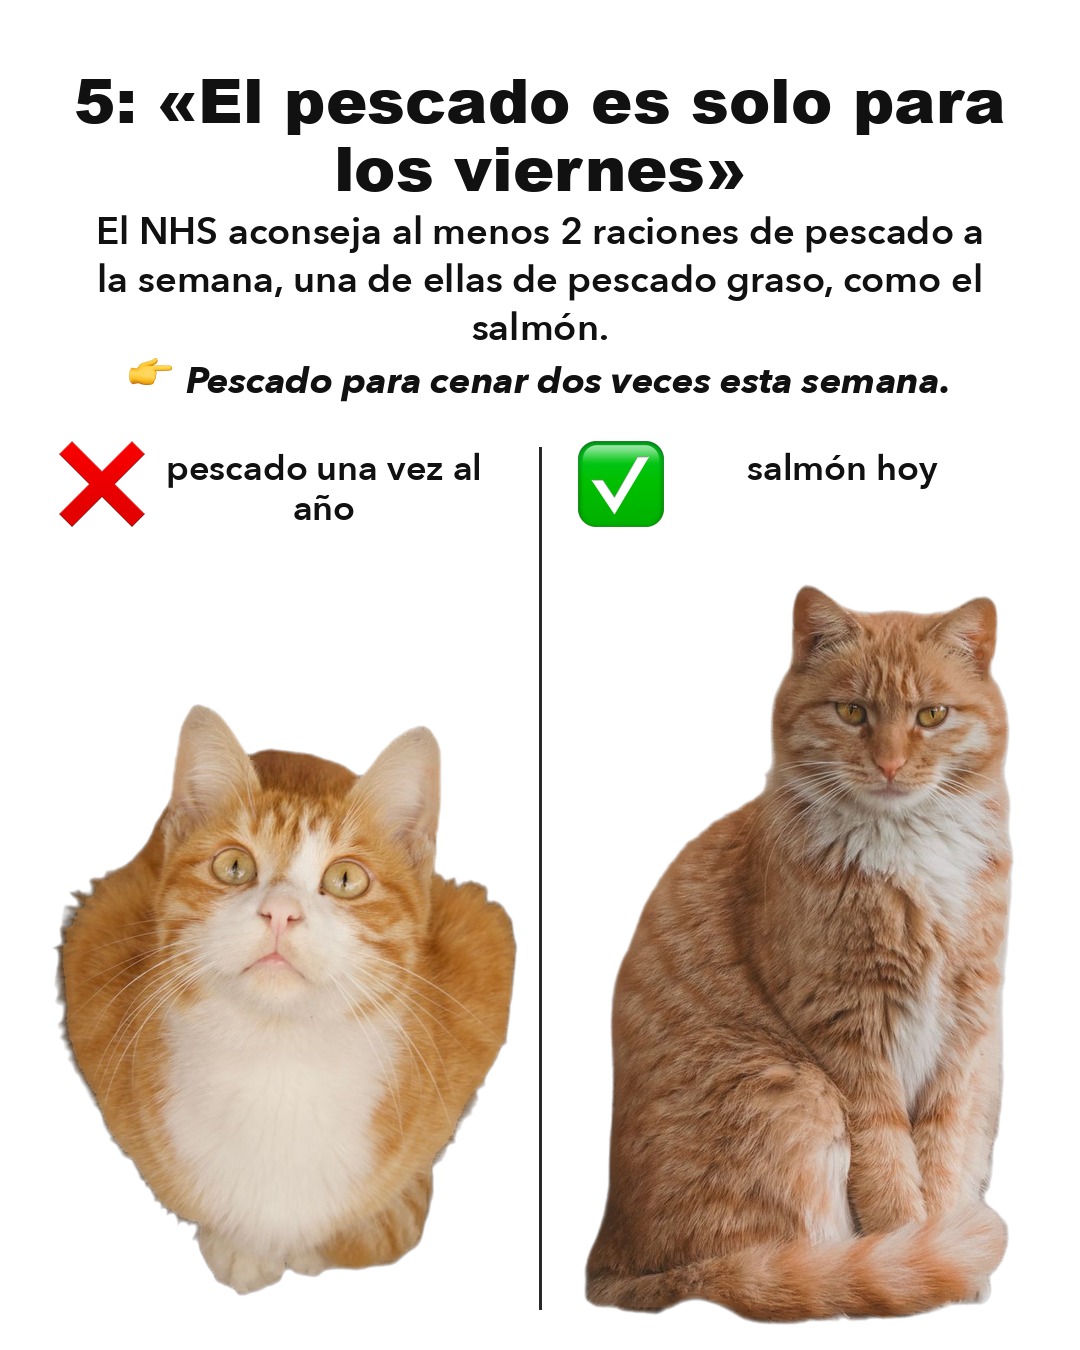 5: «El pescado es solo para
los viernes»
El NHS aconseja al menos 2 raciones de pescado a
la semana, una de ellas de pescado graso, como el
salmón.
👉 Pescado para cenar dos veces esta semana.
❌ pescado una vez al
año
✅ salmón hoy